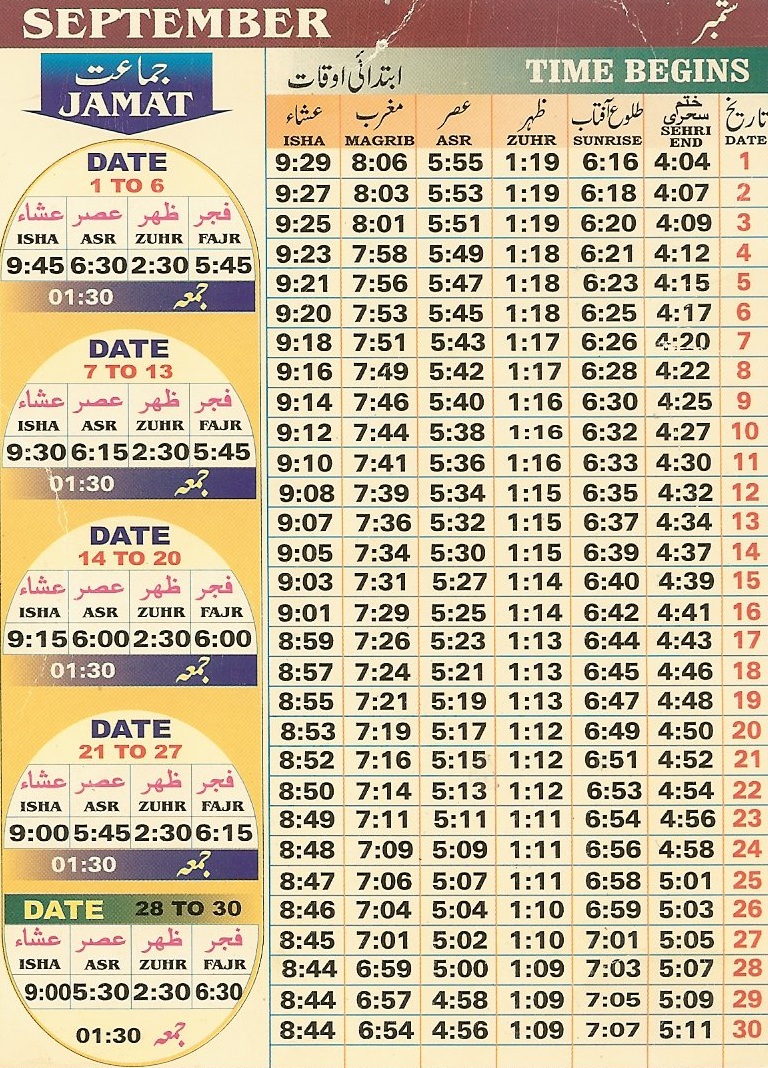 SEPTEMBER ستمبر
جماعت
JAMAT
DATE
1 TO 6
عشاء عصر ظهر فجر
ISHA ASR ZUHR FAJR
9:45 6:30 2:30 5:45
01:30 جمعہ
DATE
7 TO 13
عشاء عصر ظهر فجر
ISHA ASR ZUHR FAJR
9:30 6:15 2:30 5:45
01:30 جمعہ
DATE
14 TO 20
عشاء عصر ظهر فجر
ISHA ASR ZUHR FAJR
9:15 6:00 2:30 6:00
01:30 جمعہ
DATE
21 TO 27
عشاء عصر ظهر فجر
ISHA ASR ZUHR FAJR
9:00 5:45 2:30 6:15
01:30 جمعہ
DATE 28 TO 30
عشاء عصر ظهر فجر
ISHA ASR ZUHR FAJR
9:00 5:30 2:30 6:30
01:30 جمعہ
ابتدائی اوقات TIME BEGINS
عشاء مغرب عصر ظہر طلوع آفتاب ختم سحری تاریخ
ISHA MAGRIB ASR ZUHR SUNRISE SEHRI END DATE
9:29 8:06 5:55 1:19 6:16 4:04 1
9:27 8:03 5:53 1:19 6:18 4:07 2
9:25 8:01 5:51 1:19 6:20 4:09 3
9:23 7:58 5:49 1:18 6:21 4:12 4
9:21 7:56 5:47 1:18 6:23 4:15 5
9:20 7:53 5:45 1:18 6:25 4:17 6
9:18 7:51 5:43 1:17 6:26 4:20 7
9:16 7:49 5:42 1:17 6:28 4:22 8
9:14 7:46 5:40 1:16 6:30 4:25 9
9:12 7:44 5:38 1:16 6:32 4:27 10
9:10 7:41 5:36 1:16 6:33 4:30 11
9:08 7:39 5:34 1:15 6:35 4:32 12
9:07 7:36 5:32 1:15 6:37 4:34 13
9:05 7:34 5:30 1:15 6:39 4:37 14
9:03 7:31 5:27 1:14 6:40 4:39 15
9:01 7:29 5:25 1:14 6:42 4:41 16
8:59 7:26 5:23 1:13 6:44 4:43 17
8:57 7:24 5:21 1:13 6:45 4:46 18
8:55 7:21 5:19 1:13 6:47 4:48 19
8:53 7:19 5:17 1:12 6:49 4:50 20
8:52 7:16 5:15 1:12 6:51 4:52 21
8:50 7:14 5:13 1:12 6:53 4:54 22
8:49 7:11 5:11 1:11 6:54 4:56 23
8:48 7:09 5:09 1:11 6:56 4:58 24
8:47 7:06 5:07 1:11 6:58 5:01 25
8:46 7:04 5:04 1:10 6:59 5:03 26
8:45 7:01 5:02 1:10 7:01 5:05 27
8:44 6:59 5:00 1:09 7:03 5:07 28
8:44 6:57 4:58 1:09 7:05 5:09 29
8:44 6:54 4:56 1:09 7:07 5:11 30